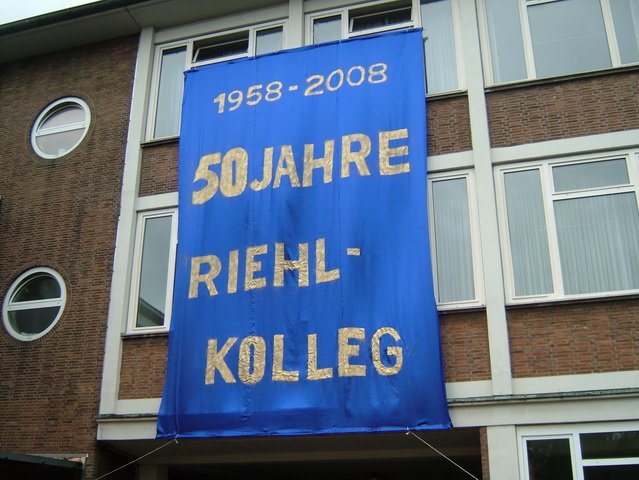 1958-2008
50 JAHRE
RIEHL-
KOLLEG